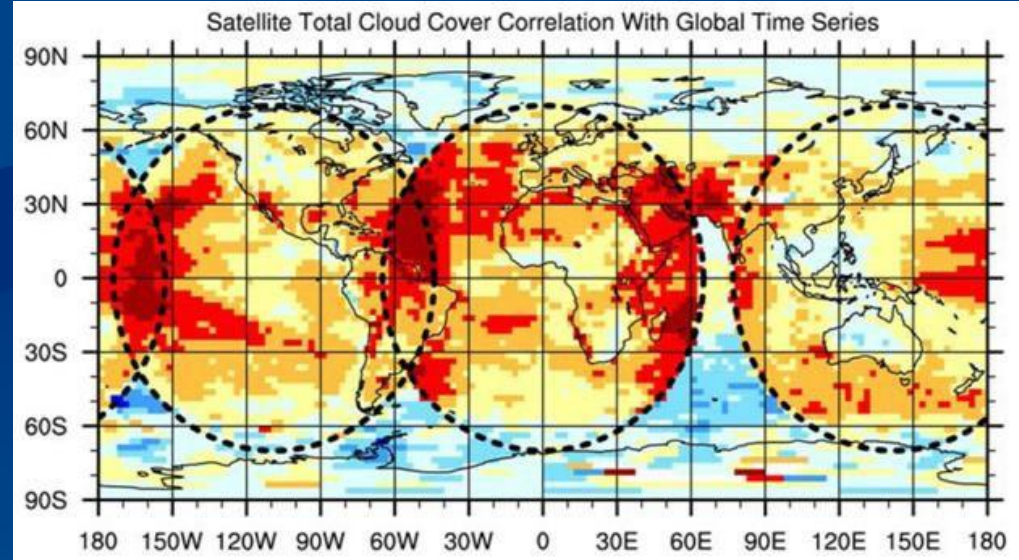 Satellite Total Cloud Cover Correlation With Global Time Series
90N
60N
30N
0
30S
60S
90S
180 150W 120W 90W 60W 30W 0 30E 60E 90E 120E 150E 180